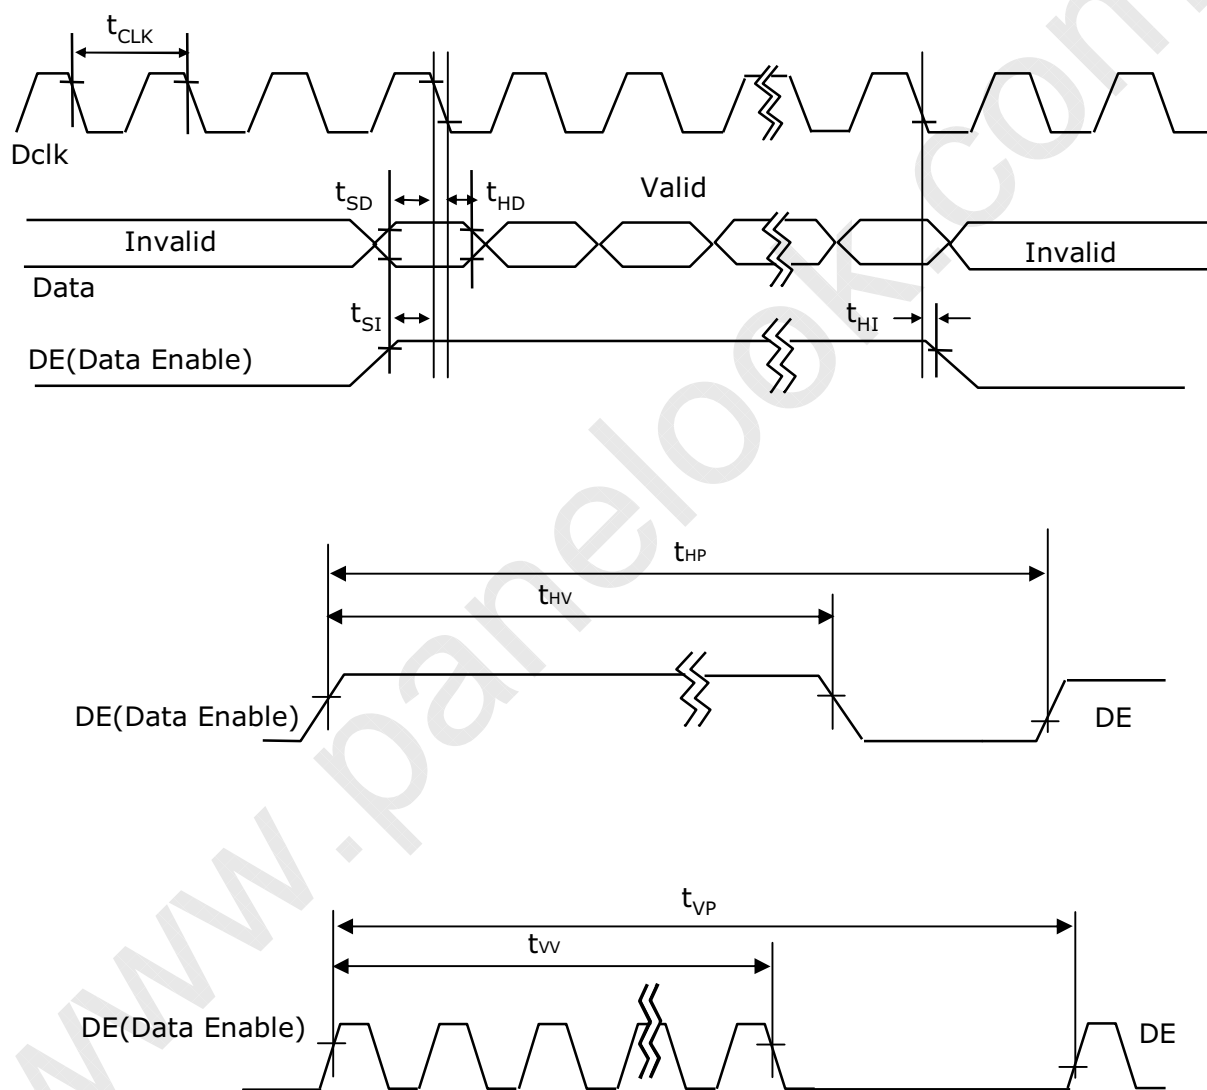 tCLK
Dclk
tSD
tHD
Valid
Invalid
Invalid
Data
tSI
tHI
DE(Data Enable)
tHP
tHV
DE(Data Enable)
DE
tVP
tVV
DE(Data Enable)
DE
www.panelook.com